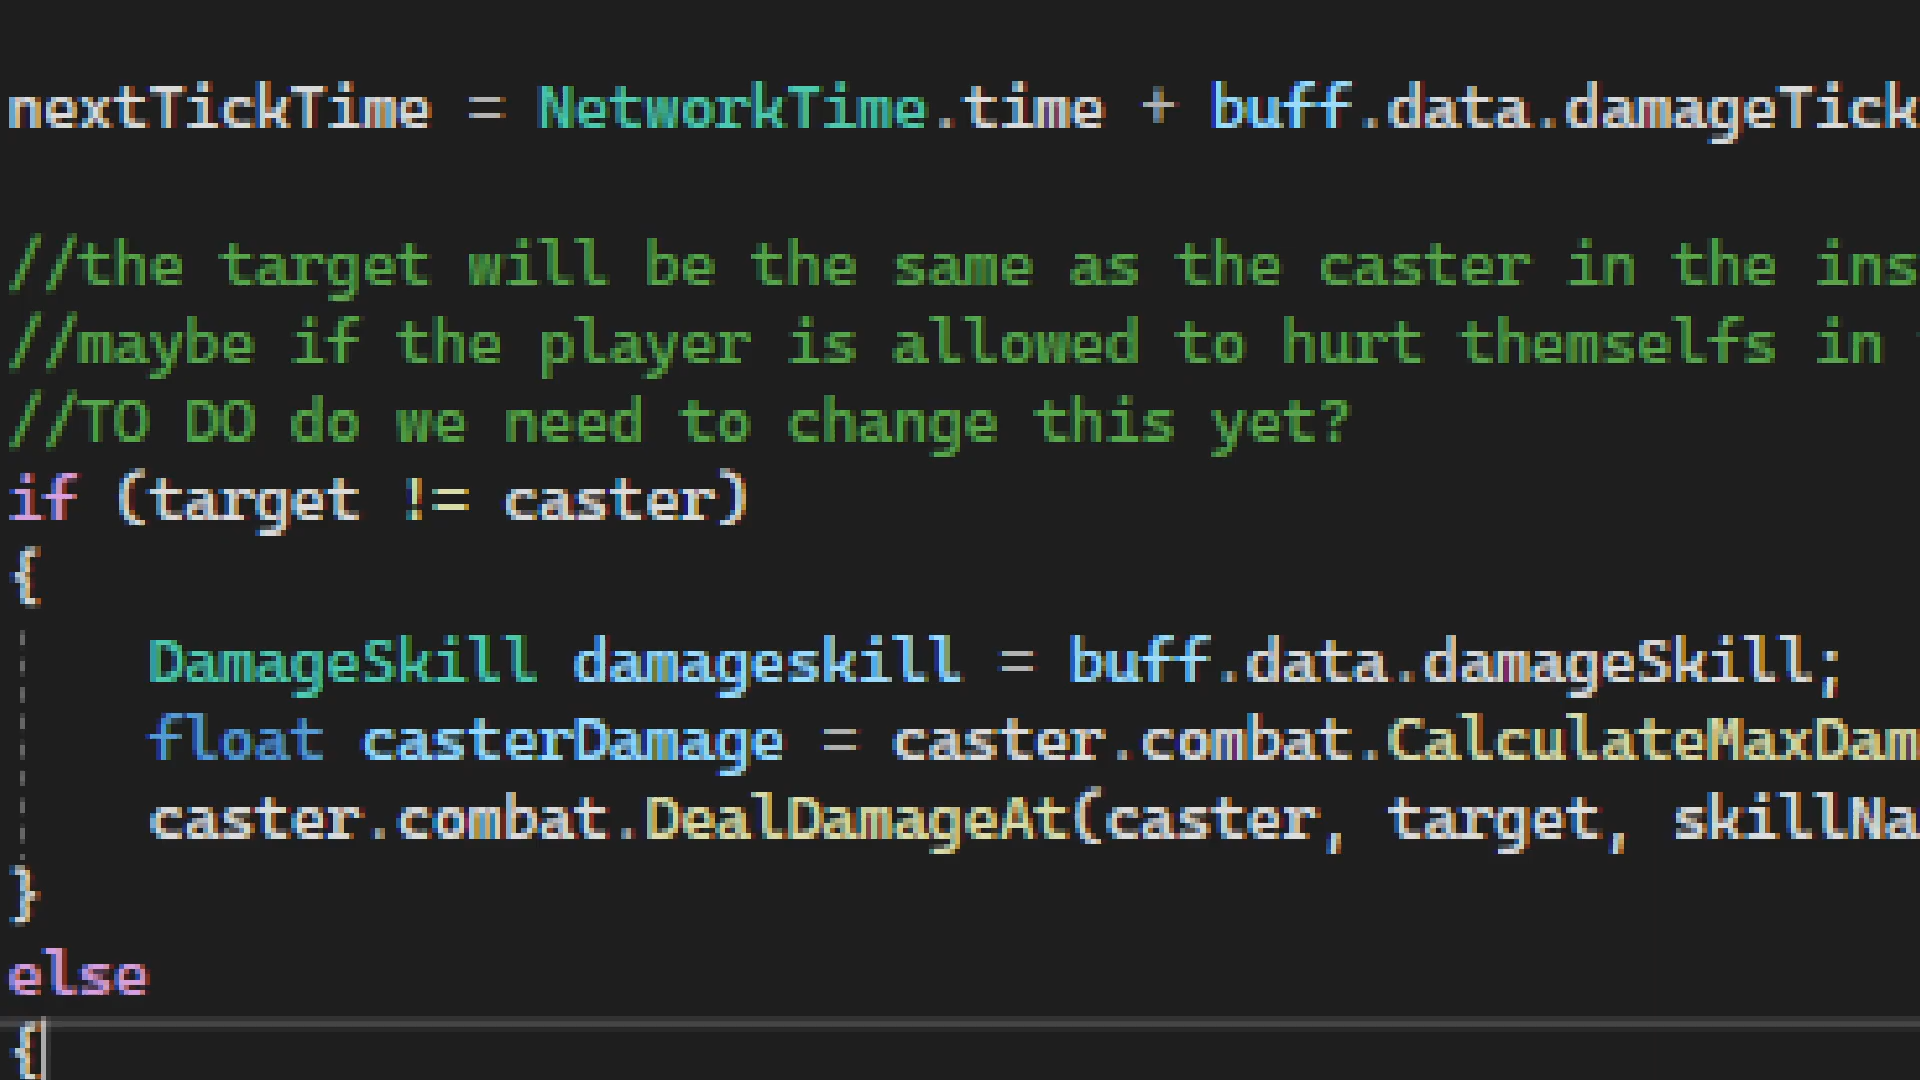 nextTickTime = NetworkTime.time + buff.data.damageTick
//the target will be the same as the caster in the ins
//maybe if the player is allowed to hurt themselfs in
//TO DO do we need to change this yet?
if (target != caster)
{
DamageSkill damageskill = buff.data.damageSkill;
float casterDamage = caster.combat.CalculateMaxDam
caster.combat.DealDamageAt(caster, target, skillNa
}
else
{